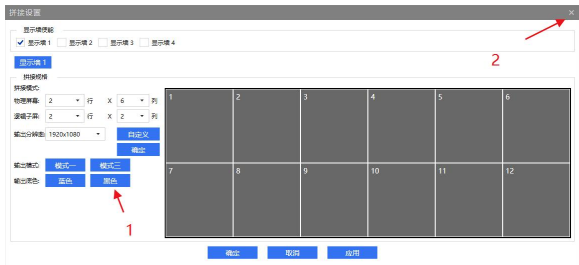 拼接设置
显示墙使能
显示墙 1 显示墙 2 显示墙 3 显示墙 4
显示墙 1
拼接规格
拼接模式:
物理屏幕: 2 行 X 6 列
逻辑子屏: 2 行 X 2 列
输出分辨率: 1920x1080 自定义
确定
输出模式: 模式一 模式三
输出底色: 蓝色 黑色
1 2 3 4 5 6
7 8 9 10 11 12
确定 取消 应用
1
2